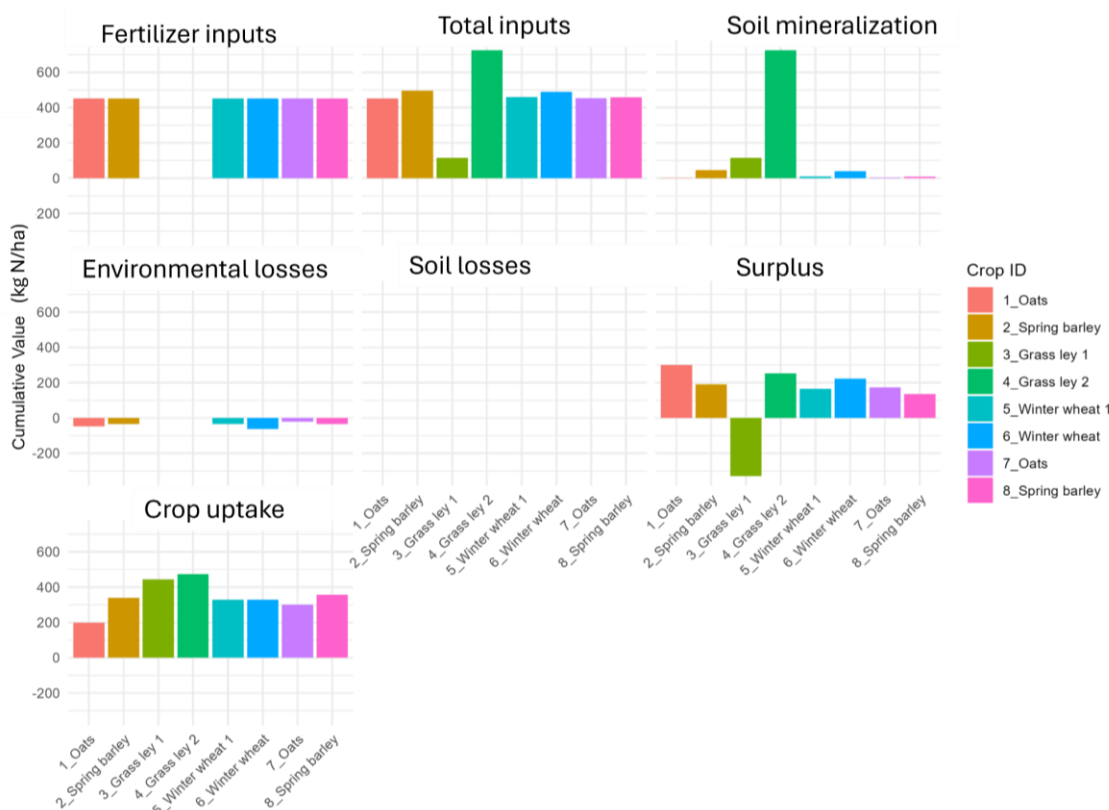 Fertilizer inputs
Total inputs
Soil mineralization
600
400
200
0
200
Environmental losses
Soil losses
Surplus
600
400
200
0
-200
Cumulative Value (kg N/ha)
Crop ID
1_Oats
2_Spring barley
3_Grass ley 1
4_Grass ley 2
5_Winter wheat 1
6_Winter wheat
7_Oats
8_Spring barley
1_Oats
2_Spring barley
3_Grass ley 1
4_Grass ley 2
5_Winter wheat 1
6_Winter wheat
7_Oats
8_Spring barley
1_Oats
2_Spring barley
3_Grass ley 1
4_Grass ley 2
5_Winter wheat 1
6_Winter wheat
7_Oats
8_Spring barley
Crop uptake
600
400
200
0
-200
1_Oats
2_Spring barley
3_Grass ley 1
4_Grass ley 2
5_Winter wheat 1
6_Winter wheat
7_Oats
8_Spring barley